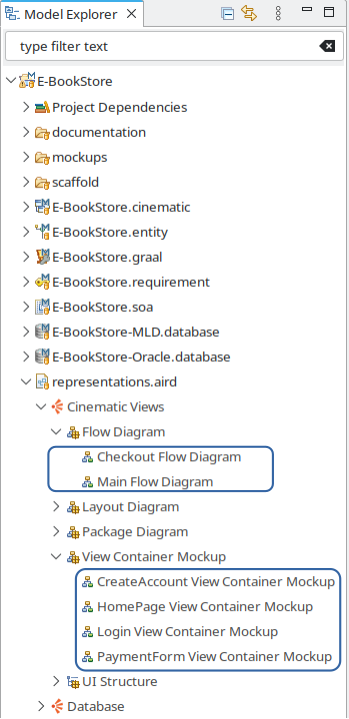 Model Explorer
type filter text
E-BookStore
Project Dependencies
documentation
mockups
scaffold
E-BookStore.cinematic
E-BookStore.entity
E-BookStore.graal
E-BookStore.requirement
E-BookStore.soa
E-BookStore-MLD.database
E-BookStore-Oracle.database
representations.aird
Cinematic Views
Flow Diagram
Checkout Flow Diagram
Main Flow Diagram
Layout Diagram
Package Diagram
View Container Mockup
CreateAccount View Container Mockup
HomePage View Container Mockup
Login View Container Mockup
PaymentForm View Container Mockup
UI Structure
Database